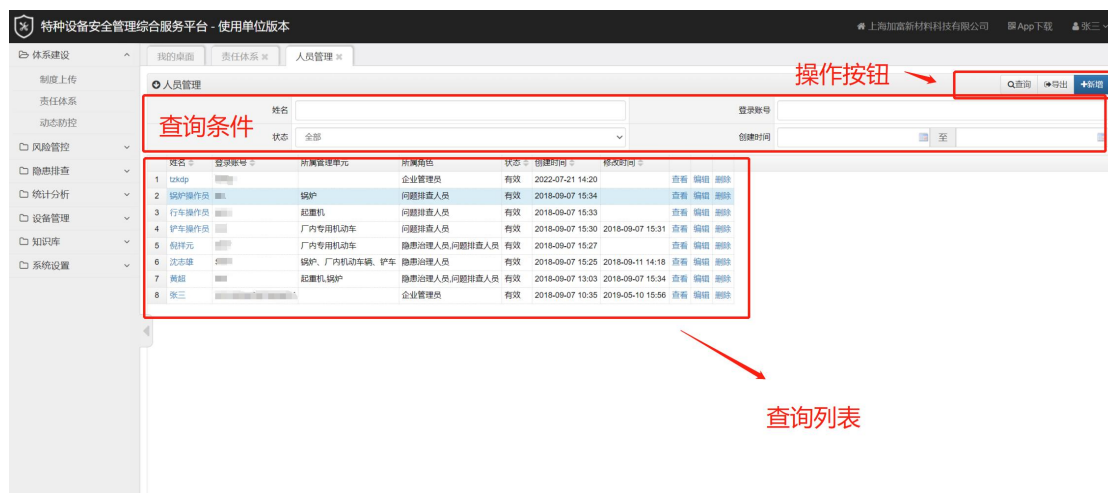 特种设备安全管理综合服务平台 - 使用单位版本 上海加富新材料科技有限公司 App下载 张三
体系建设
制度上传
责任体系
动态防控
风险管控
隐患排查
统计分析
设备管理
知识库
系统设置
我的桌面 责任体系 人员管理
人员管理 操作按钮 查询 导出 +新增
查询条件
姓名 登录账号
状态 全部 创建时间 至
姓名 登录账号 所属管理单元 所属角色 状态 创建时间 修改时间
1 tzkdp 企业管理员 有效 2022-07-21 14:20 查看 编辑 删除
2 锅炉操作员 锅炉 问题排查人员 有效 2018-09-07 15:34 查看 编辑 删除
3 行车操作员 起重机 问题排查人员 有效 2018-09-07 15:33 查看 编辑 删除
4 铲车操作员 厂内专用机动车 问题排查人员 有效 2018-09-07 15:30 2018-09-07 15:31 查看 编辑 删除
5 倪祥元 厂内专用机动车 隐患治理人员,问题排查人员 有效 2018-09-07 15:27 查看 编辑 删除
6 沈志雄 锅炉、厂内机动车辆、铲车 隐患治理人员 有效 2018-09-07 15:25 2018-09-11 14:18 查看 编辑 删除
7 黄超 起重机,锅炉 隐患治理人员,问题排查人员 有效 2018-09-07 13:03 2018-09-07 15:34 查看 编辑 删除
8 张三 企业管理员 有效 2018-09-07 10:35 2019-05-10 15:56 查看 编辑 删除
查询列表